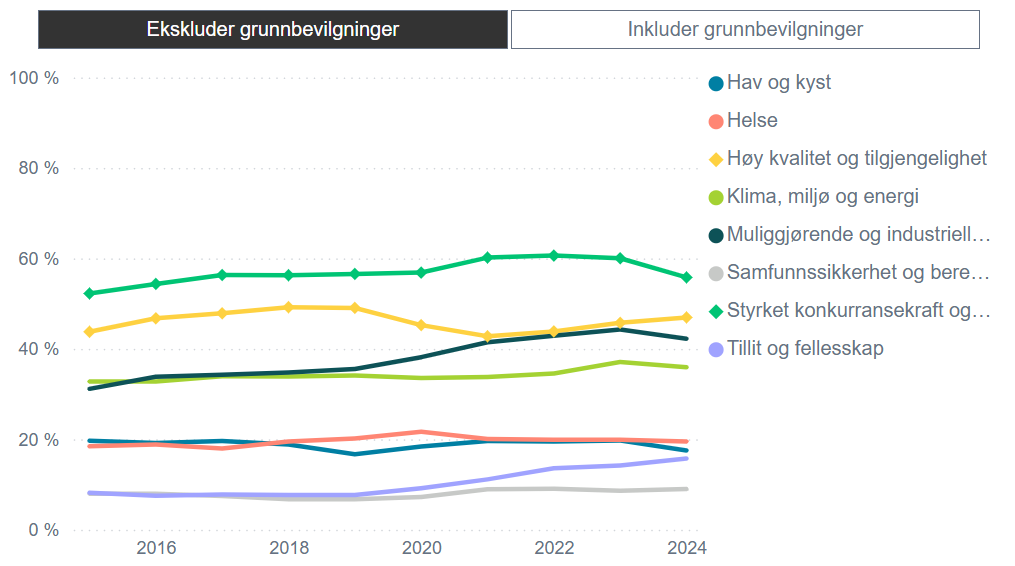 Ekskluder grunnbevilgninger
Inkluder grunnbevilgninger
100 %
80 %
60 %
40 %
20 %
0 %
2016
2018
2020
2022
2024
Hav og kyst
Helse
Høy kvalitet og tilgjengelighet
Klima, miljø og energi
Muliggjørende og industriell…
Samfunnssikkerhet og bere…
Styrket konkurransekraft og…
Tillit og fellesskap